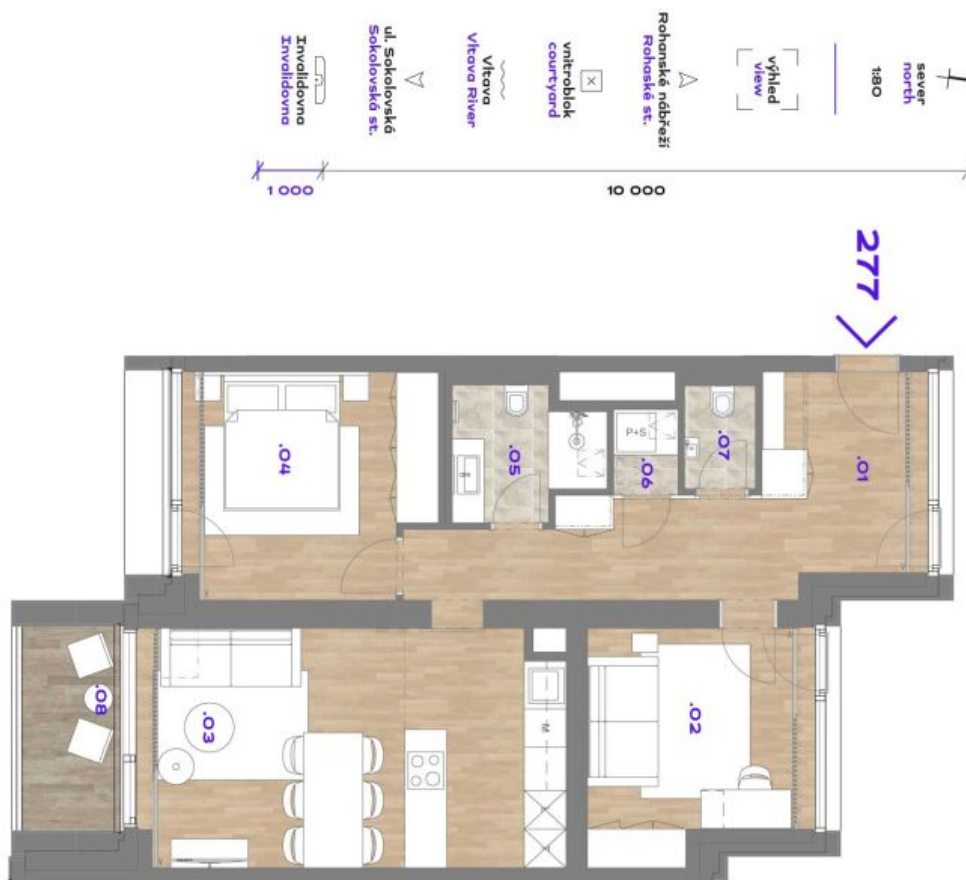 sever
north
1:80
výhled
view
Rohanské nábřeží
Rohaské st.
vnitroblok
courtyard
Vltava
Vltava River
ul. Sokolovská
Sokolovská st.
Invalidovna
Invalidovna
10 000
1 000
277
.01
.07
P+S
.06
.05
.04
.02
M
.03
.08